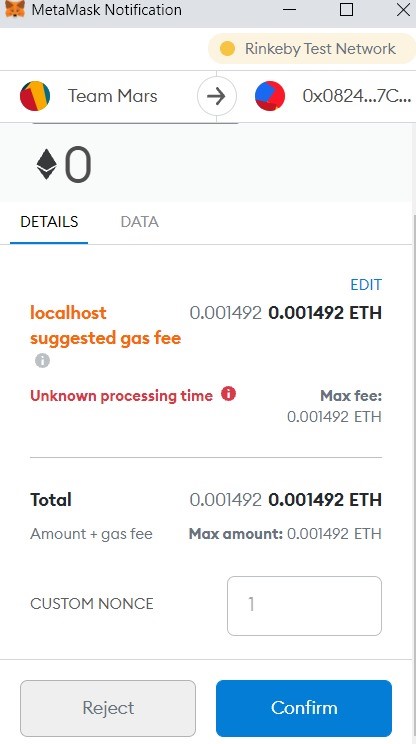 MetaMask Notification
Rinkeby Test Network
Team Mars
0x0824...7C...
0
DETAILS DATA
EDIT
localhost 0.001492 0.001492 ETH
suggested gas fee
Unknown processing time Max fee:
0.001492 ETH
Total 0.001492 0.001492 ETH
Amount + gas fee Max amount: 0.001492 ETH
CUSTOM NONCE 1
Reject Confirm